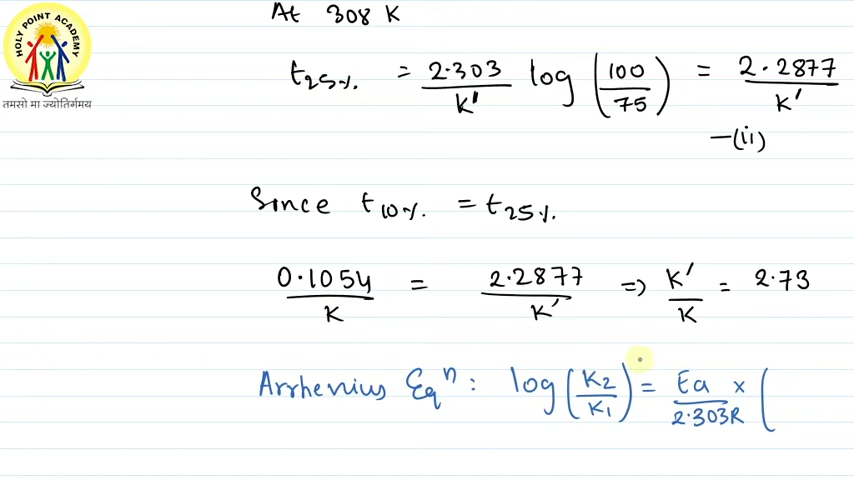 HOLY POINT ACADEMY
तमसो मा ज्योतिर्गमय
At 308 K
t25% = 2.303/K' log (100/75) = 2.2877/K'
—(ii)
Since t10% = t25%
0.1054/K = 2.2877/K' => K'/K = 2.73
Arrhenius Eqn : log (K2/K1) = Ea/2.303R × (